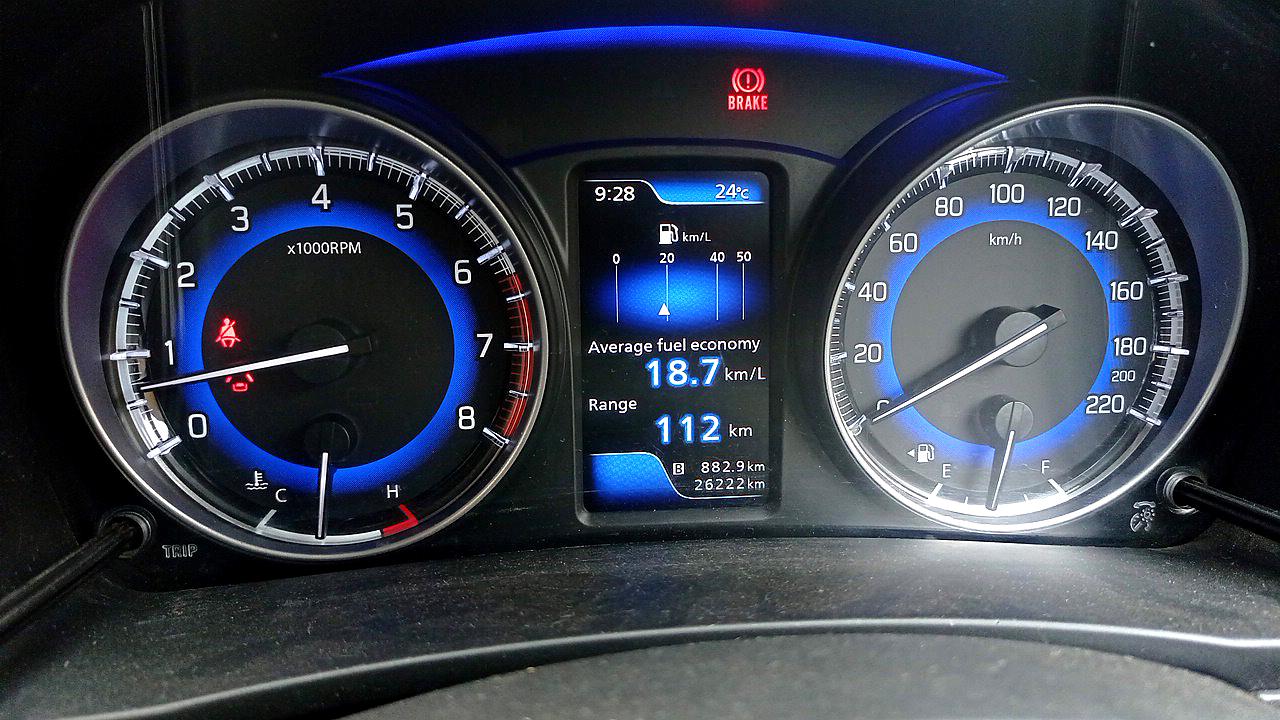 BRAKE
9:28 24°C
km/L
0 20 40 50
Average fuel economy
18.7 km/L
Range
112 km
B 882.9 km
26222 km
0
1
2
3
4
5
6
7
8
x1000RPM
C H
TRIP
20
40
60
80
100
120
140
160
180
200
220
km/h
E F